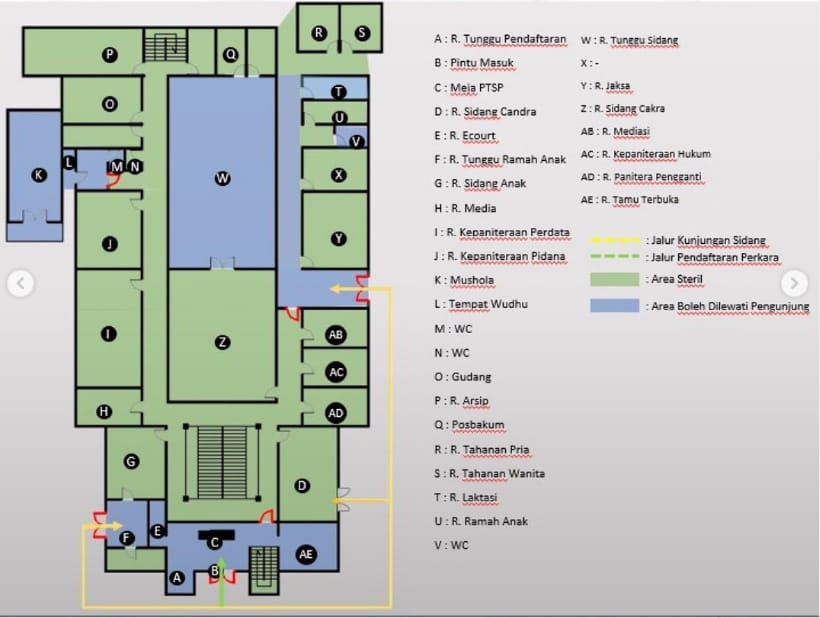 P
Q
R
S
O
T
U
V
K
L
M
N
W
X
J
Y
I
Z
AB
AC
H
AD
G
D
F
E
C
AE
B
A
A : R. Tunggu Pendaftaran
B : Pintu Masuk
C : Meja PTSP
D : R. Sidang Candra
E : R. Ecourt
F : R. Tunggu Ramah Anak
G : R. Sidang Anak
H : R. Media
I : R. Kepaniteraan Perdata
J : R. Kepaniteraan Pidana
K : Mushola
L : Tempat Wudhu
M : WC
N : WC
O : Gudang
P : R. Arsip
Q : Posbakum
R : R. Tahanan Pria
S : R. Tahanan Wanita
T : R. Laktasi
U : R. Ramah Anak
V : WC
W : R. Tunggu Sidang
X : -
Y : R. Jaksa
Z : R. Sidang Cakra
AB : R. Mediasi
AC : R. Kepaniteraan Hukum
AD : R. Panitera Pengganti
AE : R. Tamu Terbuka
: Jalur Kunjungan Sidang
: Jalur Pendaftaran Perkara
: Area Steril
: Area Boleh Dilewati Pengunjung